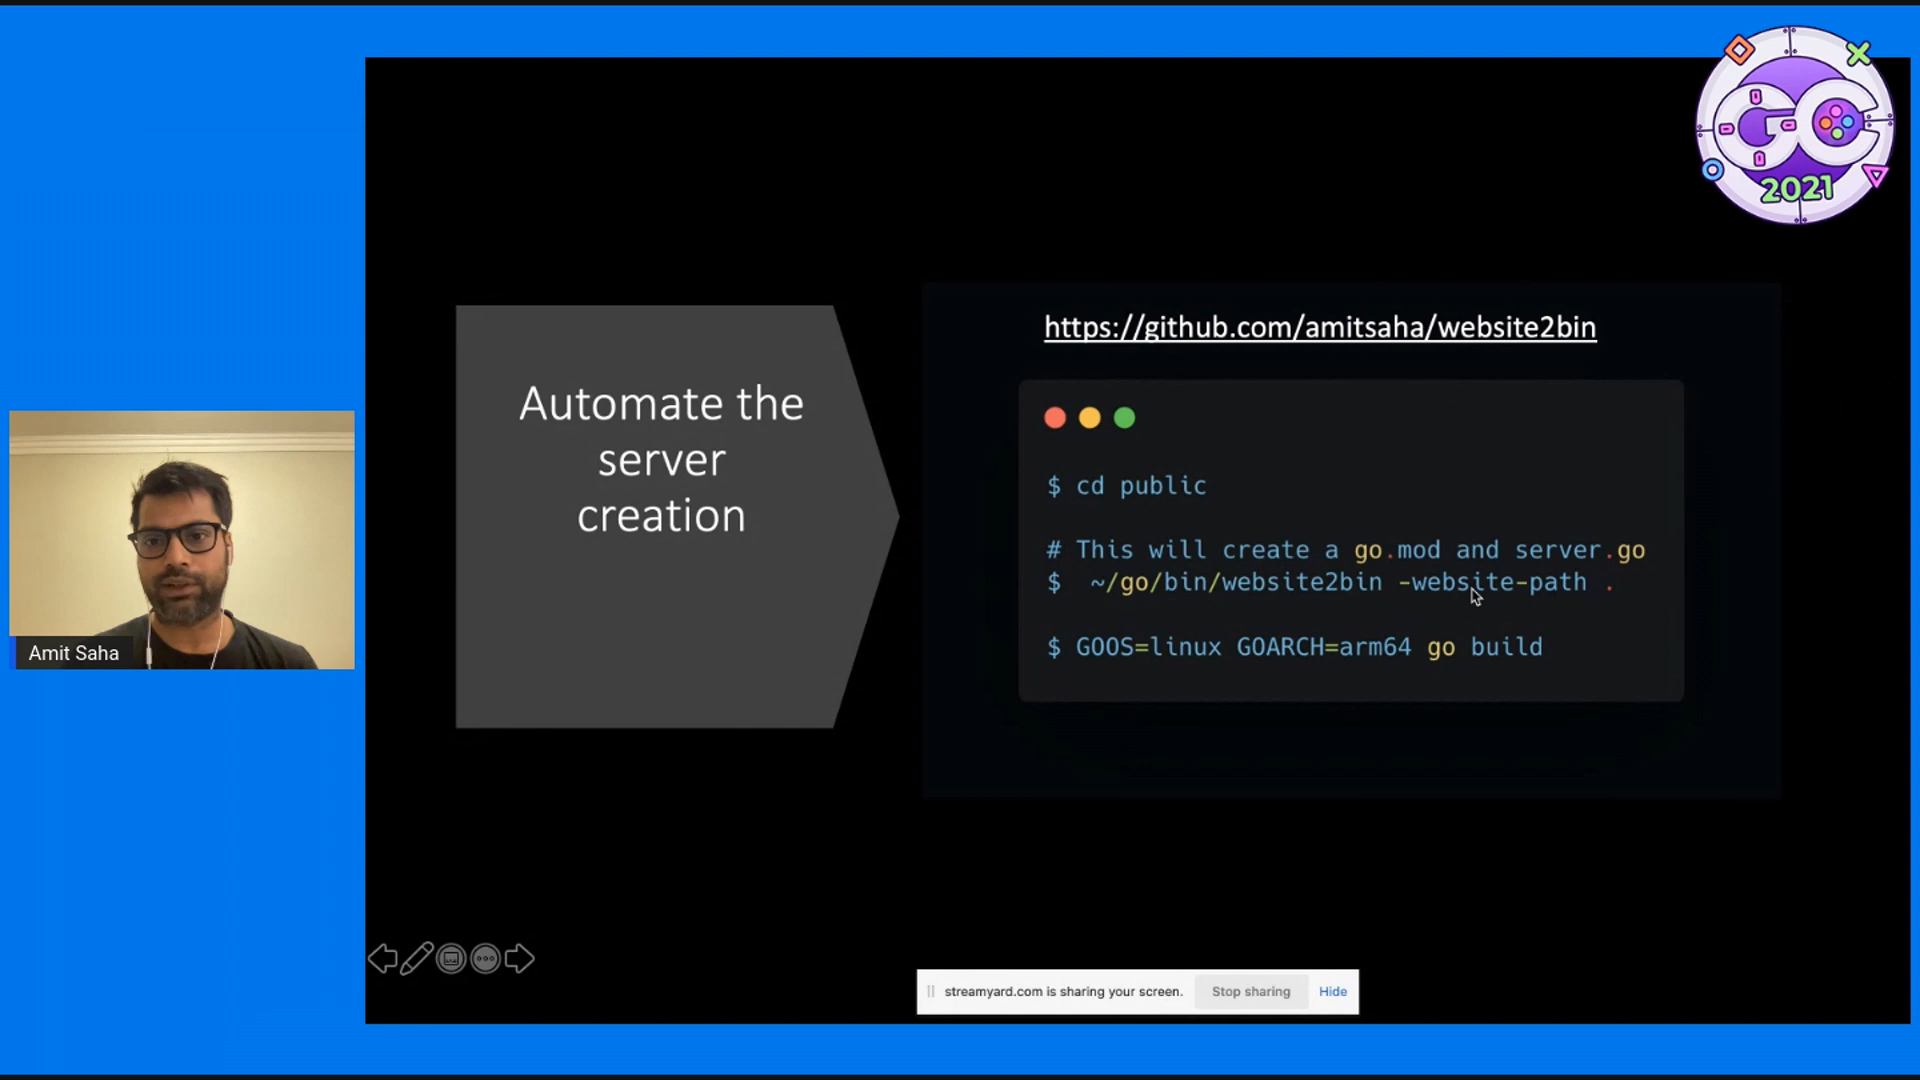 GC
2021
Automate the
server
creation
https://github.com/amitsaha/website2bin
$ cd public
# This will create a go.mod and server.go
$  ~/go/bin/website2bin -website-path .
$ GOOS=linux GOARCH=arm64 go build
Amit Saha
streamyard.com is sharing your screen. Stop sharing Hide